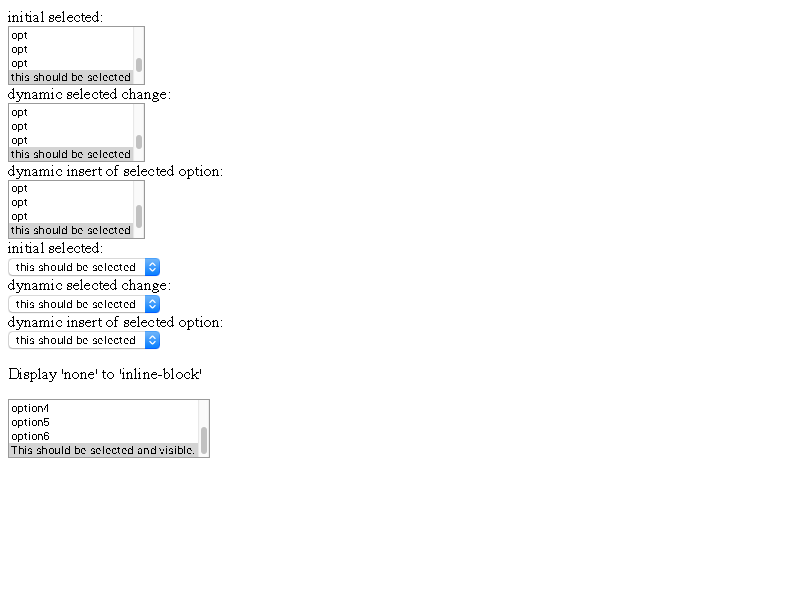 initial selected:
opt
opt
opt
this should be selected
dynamic selected change:
opt
opt
opt
this should be selected
dynamic insert of selected option:
opt
opt
opt
this should be selected
initial selected:
this should be selected
dynamic selected change:
this should be selected
dynamic insert of selected option:
this should be selected
Display 'none' to 'inline-block'
option4
option5
option6
This should be selected and visible.